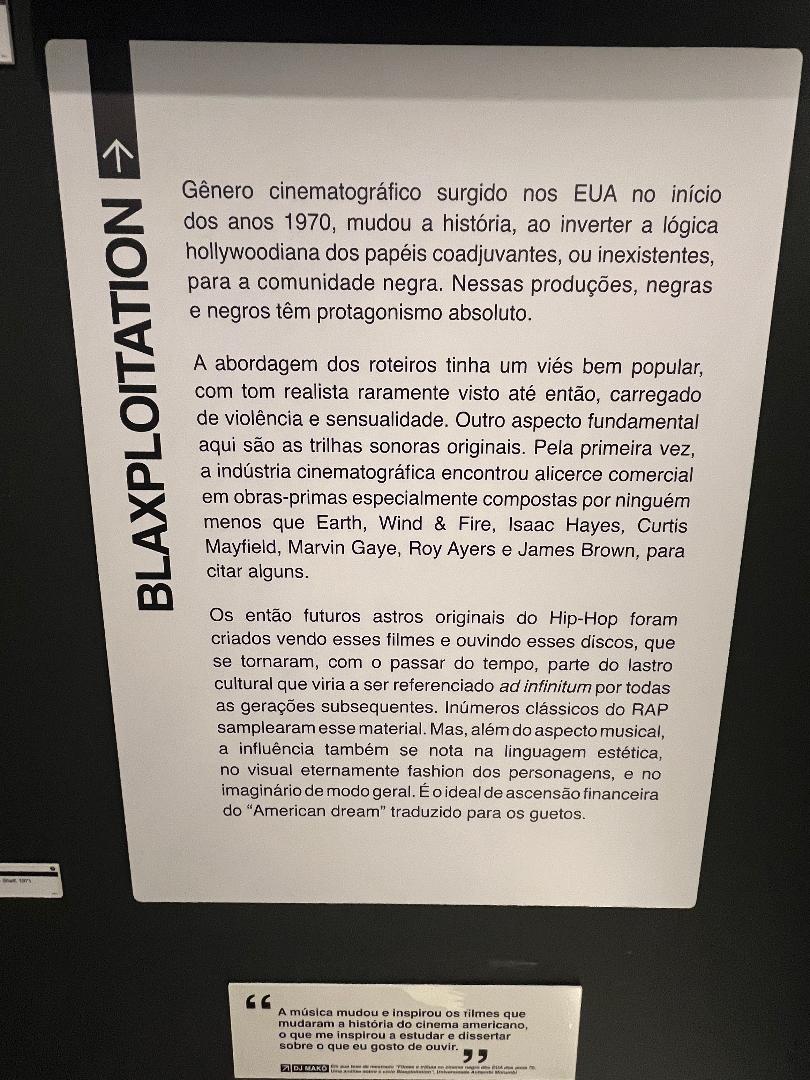 BLAXPLOITATION
Gênero cinematográfico surgido nos EUA no início
dos anos 1970, mudou a história, ao inverter a lógica
hollywoodiana dos papéis coadjuvantes, ou inexistentes,
para a comunidade negra. Nessas produções, negras
e negros têm protagonismo absoluto.
A abordagem dos roteiros tinha um viés bem popular,
com tom realista raramente visto até então, carregado
de violência e sensualidade. Outro aspecto fundamental
aqui são as trilhas sonoras originais. Pela primeira vez,
a indústria cinematográfica encontrou alicerce comercial
em obras-primas especialmente compostas por ninguém
menos que Earth, Wind & Fire, Isaac Hayes, Curtis
Mayfield, Marvin Gaye, Roy Ayers e James Brown, para
citar alguns.
Os então futuros astros originais do Hip-Hop foram
criados vendo esses filmes e ouvindo esses discos, que
se tornaram, com o passar do tempo, parte do lastro
cultural que viria a ser referenciado ad infinitum por todas
as gerações subsequentes. Inúmeros clássicos do RAP
samplearam esse material. Mas, além do aspecto musical,
a influência também se nota na linguagem estética,
no visual eternamente fashion dos personagens, e no
imaginário de modo geral. É o ideal de ascensão financeira
do “American dream” traduzido para os guetos.
Shaft, 1971
“ A música mudou e inspirou os filmes que
mudaram a história do cinema americano,
o que me inspirou a estudar e dissertar
sobre o que eu gosto de ouvir. ”
DJ MAKÔ